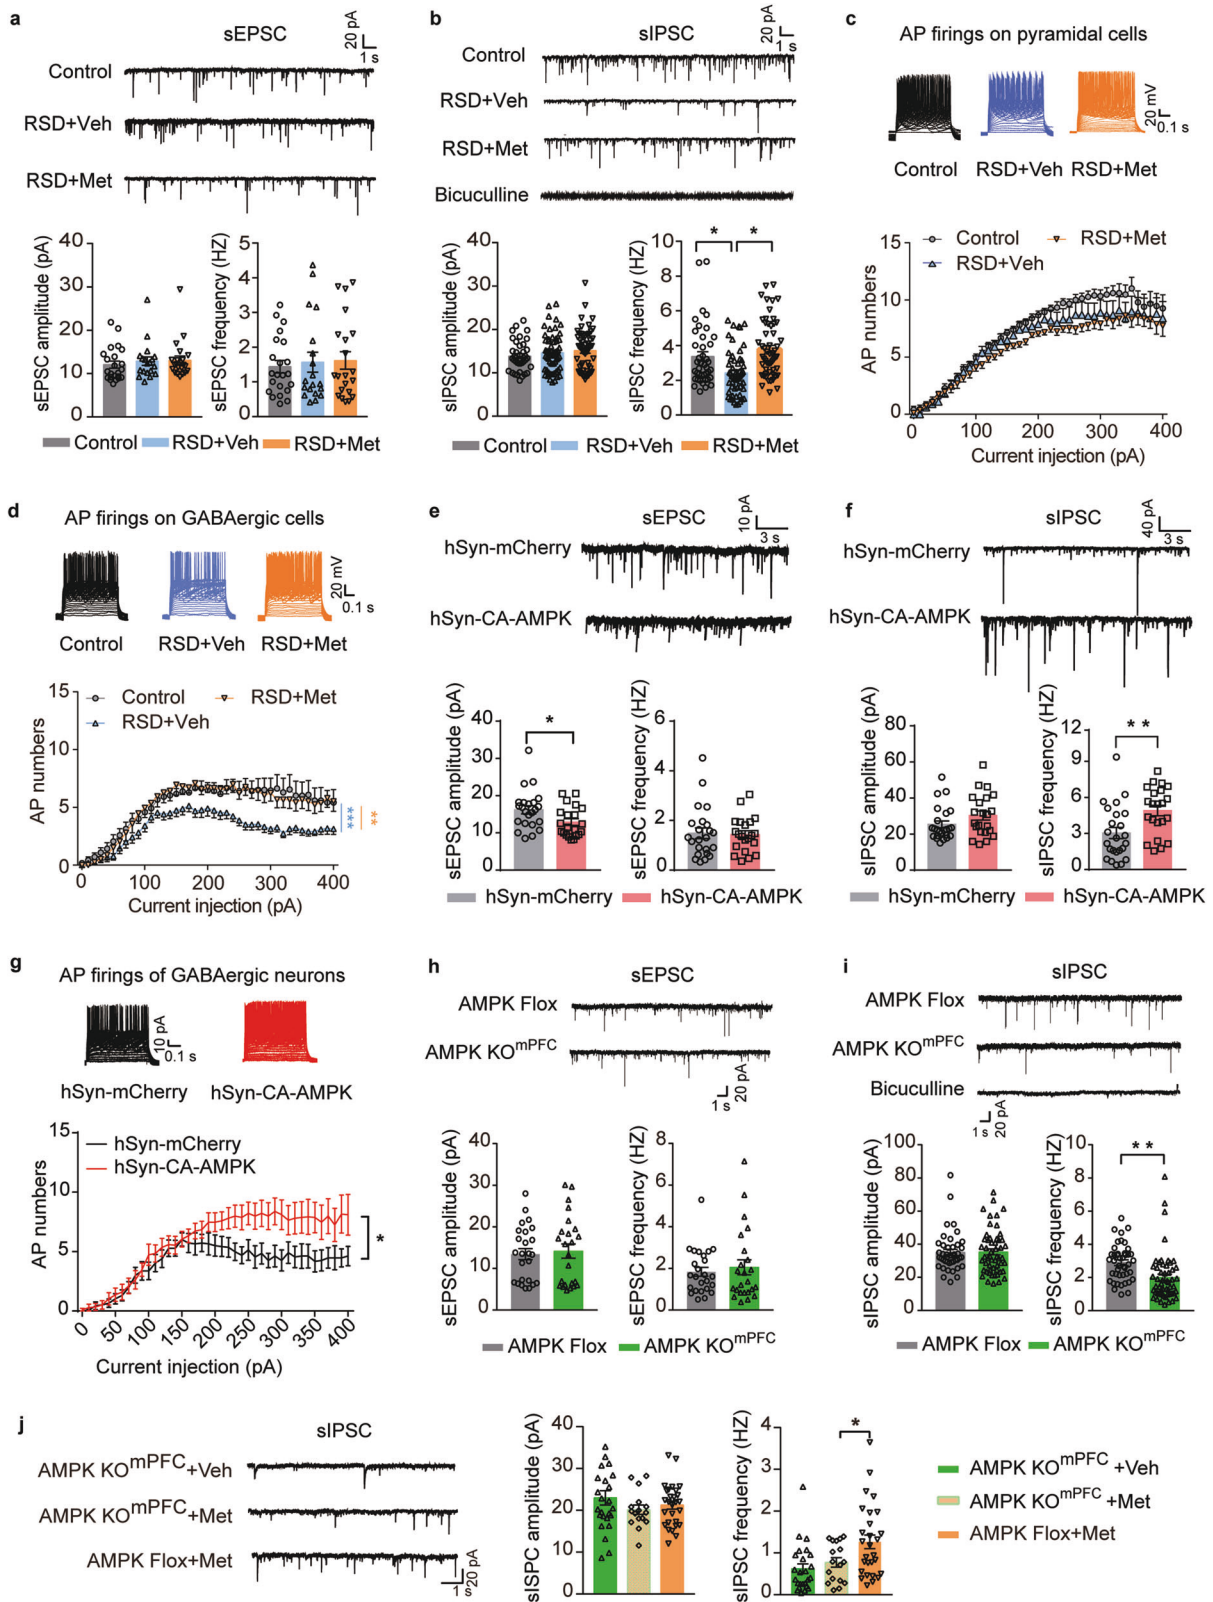 a
sEPSC
20 pA
1 s
Control
RSD+Veh
RSD+Met
sEPSC amplitude (pA)
40
30
20
10
0
sEPSC frequency (HZ)
5
4
3
2
1
0
Control RSD+Veh RSD+Met
b
sIPSC
20 pA
1 s
Control
RSD+Veh
RSD+Met
Bicuculline
sIPSC amplitude (pA)
40
30
20
10
0
sIPSC frequency (HZ)
10
8
6
4
2
0
* *
Control RSD+Veh RSD+Met
c
AP firings on pyramidal cells
20 mV
0.1 s
Control RSD+Veh RSD+Met
Control RSD+Met
RSD+Veh
AP numbers
15
10
5
0
0 100 200 300 400
Current injection (pA)
d
AP firings on GABAergic cells
20 mV
0.1 s
Control RSD+Veh RSD+Met
Control RSD+Met
RSD+Veh
AP numbers
15
10
5
0
*** **
0 100 200 300 400
Current injection (pA)
e
sEPSC
10 pA
3 s
hSyn-mCherry
hSyn-CA-AMPK
sEPSC amplitude (pA)
40
30
20
10
0
*
sEPSC frequency (HZ)
6
4
2
0
hSyn-mCherry hSyn-CA-AMPK
f
sIPSC
40 pA
3 s
hSyn-mCherry
hSyn-CA-AMPK
sIPSC amplitude (pA)
80
60
40
20
0
sIPSC frequency (HZ)
12
9
6
3
0
* *
hSyn-mCherry hSyn-CA-AMPK
g
AP firings of GABAergic neurons
10 pA
0.1 s
hSyn-mCherry hSyn-CA-AMPK
hSyn-mCherry
hSyn-CA-AMPK
AP numbers
15
10
5
0
*
0 50 100 150 200 250 300 350 400
Current injection (pA)
h
sEPSC
AMPK Flox
AMPK KO^mPFC
1 s
20 pA
sEPSC amplitude (pA)
40
30
20
10
0
sEPSC frequency (HZ)
8
6
4
2
0
AMPK Flox AMPK KO^mPFC
i
sIPSC
AMPK Flox
AMPK KO^mPFC
Bicuculline
1 s
20 pA
sIPSC amplitude (pA)
100
80
60
40
20
0
sIPSC frequency (HZ)
10
8
6
4
2
0
* *
AMPK Flox AMPK KO^mPFC
j
sIPSC
AMPK KO^mPFC+Veh
AMPK KO^mPFC+Met
AMPK Flox+Met
1 s
20 pA
sISPC amplitude (pA)
40
30
20
10
0
sIPSC frequency (HZ)
4
3
2
1
0
*
AMPK KO^mPFC +Veh
AMPK KO^mPFC +Met
AMPK Flox+Met